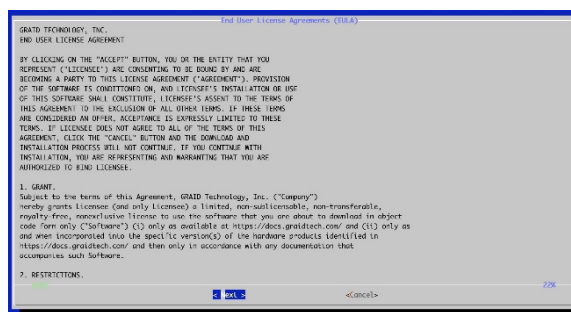 End User License Agreements (EULA)
GRAID TECHNOLOGY, INC.
END USER LICENSE AGREEMENT
BY CLICKING ON THE "ACCEPT" BUTTON, YOU OR THE ENTITY THAT YOU
REPRESENT ("LICENSEE") ARE CONSENTING TO BE BOUND BY AND ARE
BECOMING A PARTY TO THIS LICENSE AGREEMENT ("AGREEMENT"). PROVISION
OF THE SOFTWARE IS CONDITIONED ON, AND LICENSEE'S INSTALLATION OR USE
OF THIS SOFTWARE SHALL CONSTITUTE, LICENSEE'S ASSENT TO THE TERMS OF
THIS AGREEMENT TO THE EXCLUSION OF ALL OTHER TERMS. IF THESE TERMS
ARE CONSIDERED AN OFFER, ACCEPTANCE IS EXPRESSLY LIMITED TO THESE
TERMS. IF LICENSEE DOES NOT AGREE TO ALL OF THE TERMS OF THIS
AGREEMENT, CLICK THE "CANCEL" BUTTON AND THE DOWNLOAD AND
INSTALLATION PROCESS WILL NOT CONTINUE. IF YOU CONTINUE WITH
INSTALLATION, YOU ARE REPRESENTING AND WARRANTING THAT YOU ARE
AUTHORIZED TO BIND LICENSEE.
1. GRANT.
Subject to the terms of this Agreement, GRAID Technology, Inc. ("Company")
hereby grants Licensee (and only Licensee) a limited, non-sublicensable, non-transferable,
royalty-free, nonexclusive license to use the software that you are about to download in object
code form only ("Software") (i) only as available at https://docs.graidtech.com/ and (ii) only as
and when incorporated into the specific version(s) of the hardware products identified in
https://docs.graidtech.com/ and then only in accordance with any documentation that
accompanies such Software.
2. RESTRICTIONS.
22%
< Next > <Cancel>